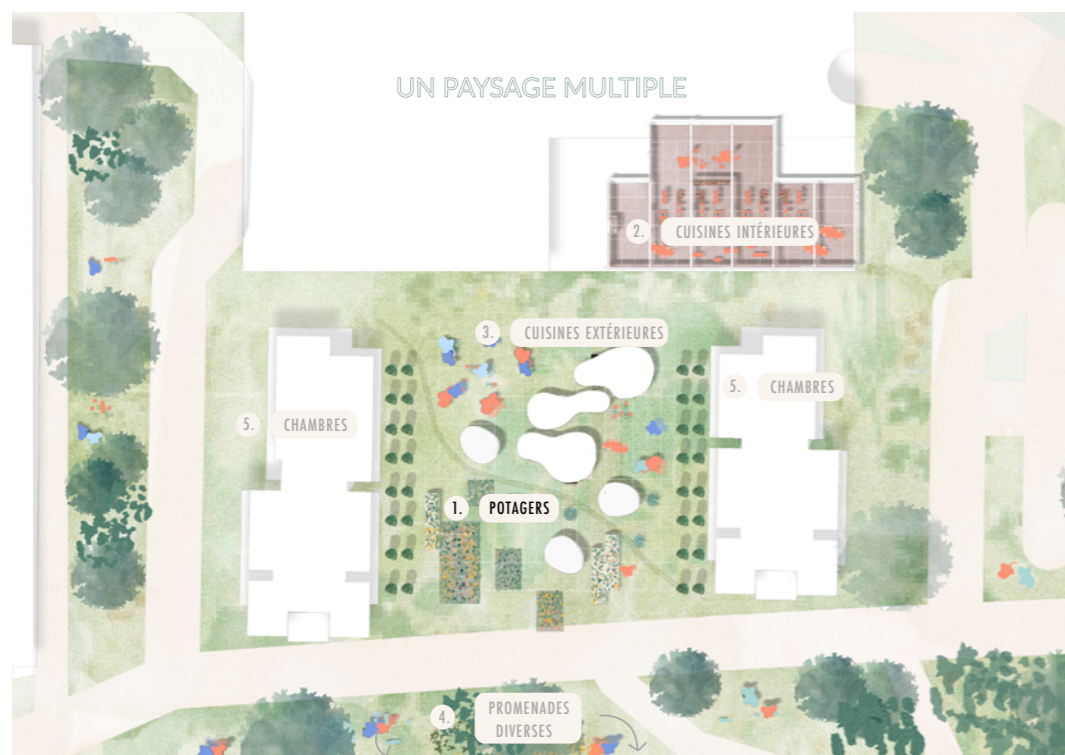 UN PAYSAGE MULTIPLE
2. CUISINES INTÉRIEURES
3. CUISINES EXTÉRIEURES
5. CHAMBRES
5. CHAMBRES
1. POTAGERS
4. PROMENADES
DIVERSES